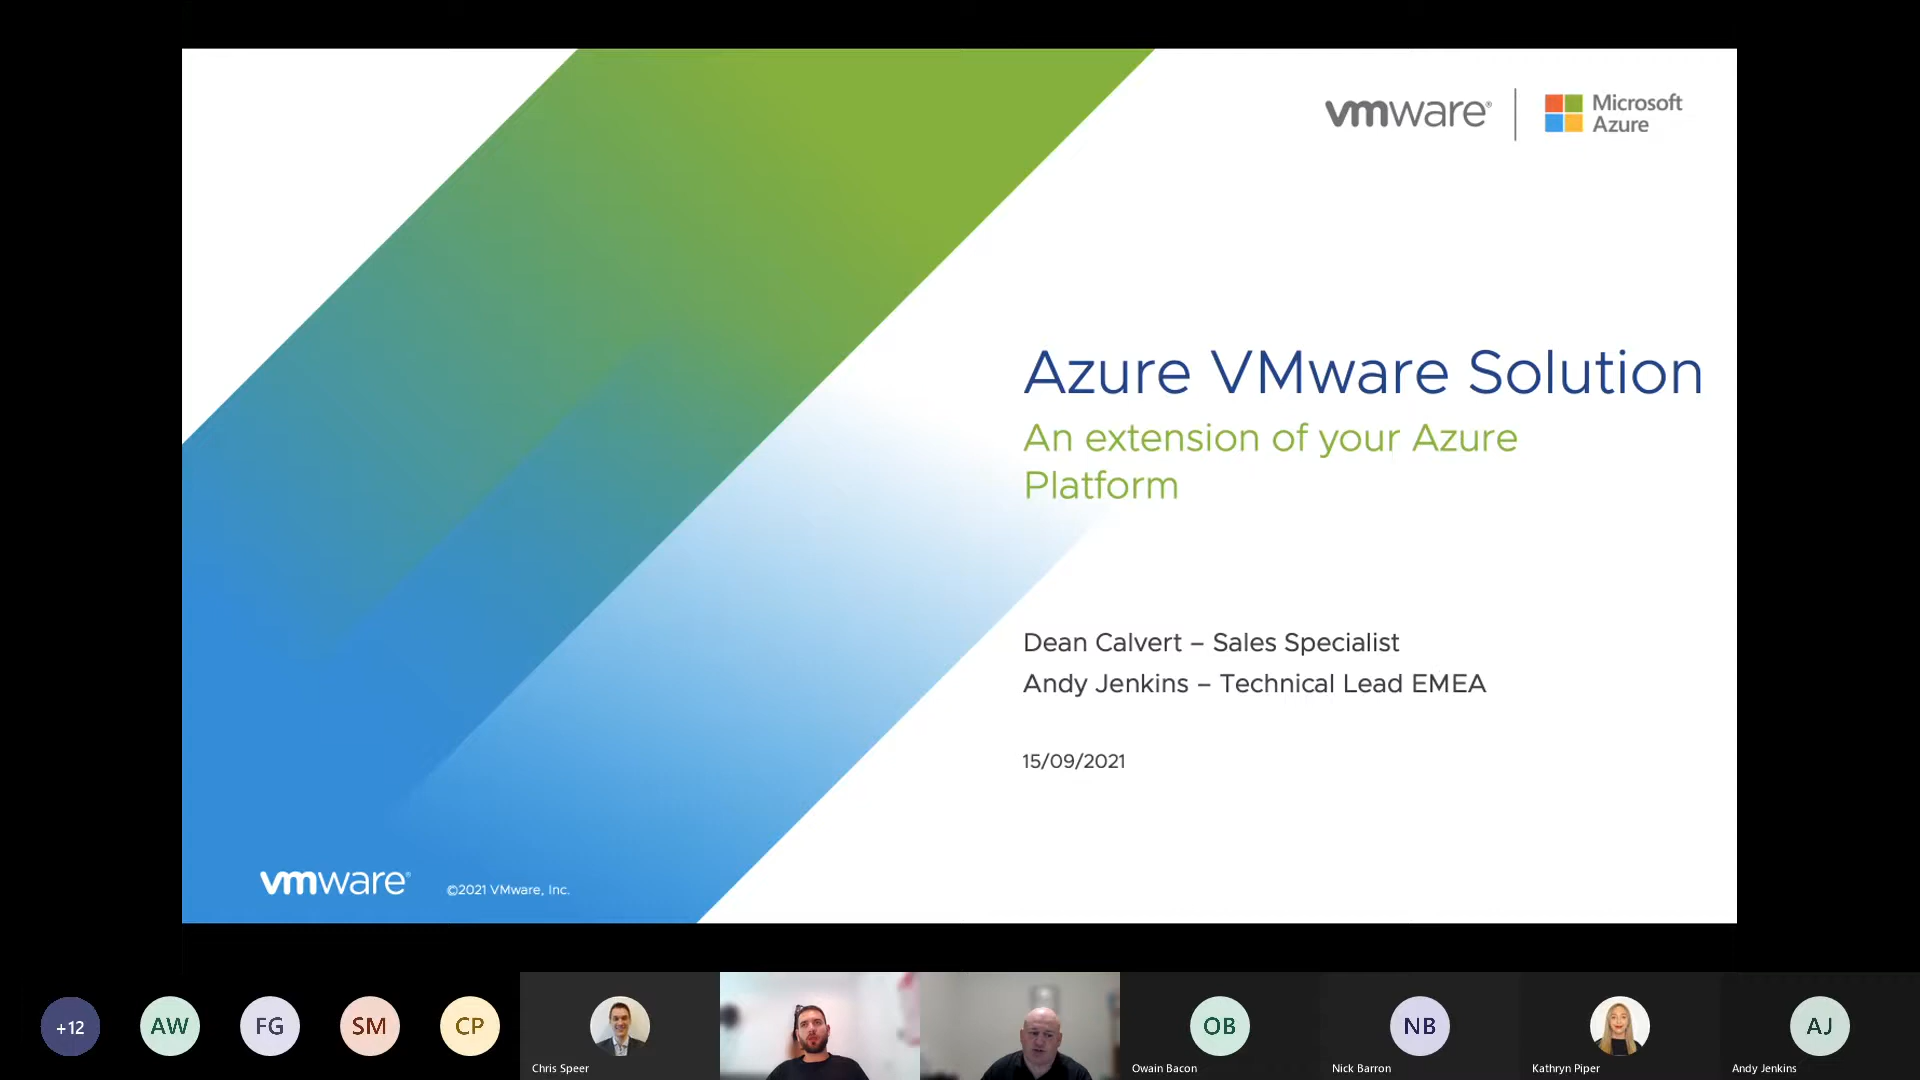 vmware®
Microsoft
Azure
Azure VMware Solution
An extension of your Azure
Platform
Dean Calvert – Sales Specialist
Andy Jenkins – Technical Lead EMEA
15/09/2021
vmware®
©2021 VMware, Inc.
+12
AW
FG
SM
CP
OB
NB
AJ
Chris Speer
Owain Bacon
Nick Barron
Kathryn Piper
Andy Jenkins